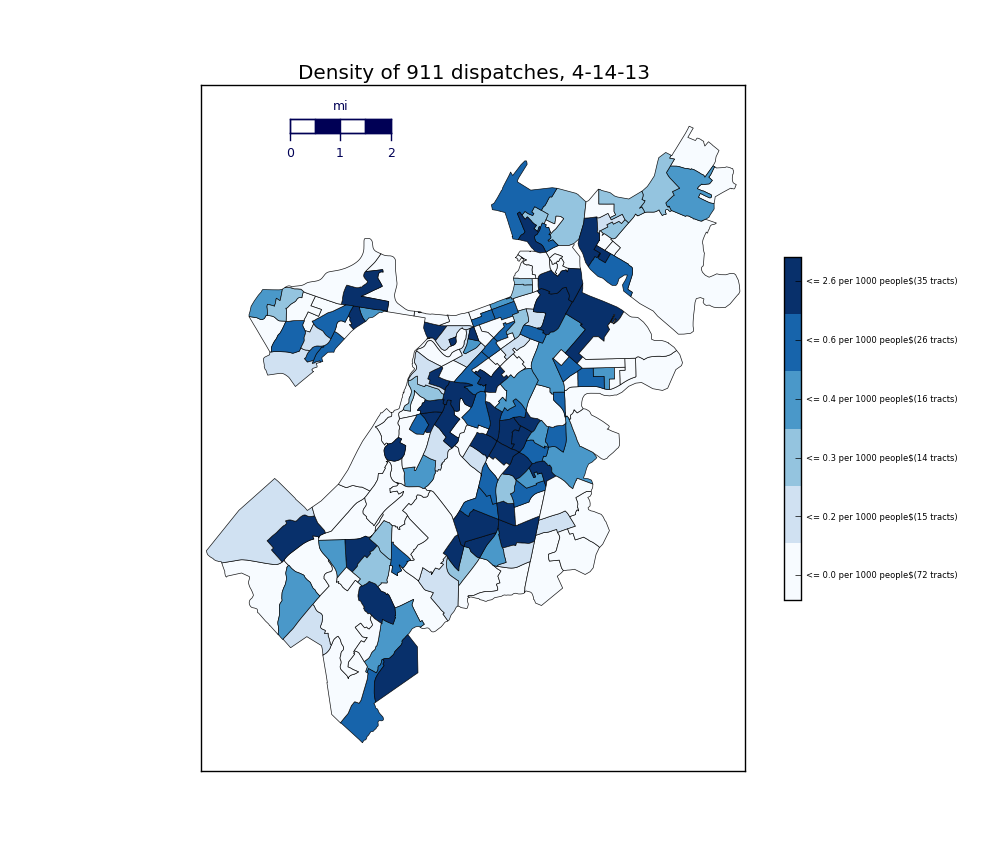 Density of 911 dispatches, 4-14-13
mi
0 1 2
<= 2.6 per 1000 people$(35 tracts)
<= 0.6 per 1000 people$(26 tracts)
<= 0.4 per 1000 people$(16 tracts)
<= 0.3 per 1000 people$(14 tracts)
<= 0.2 per 1000 people$(15 tracts)
<= 0.0 per 1000 people$(72 tracts)